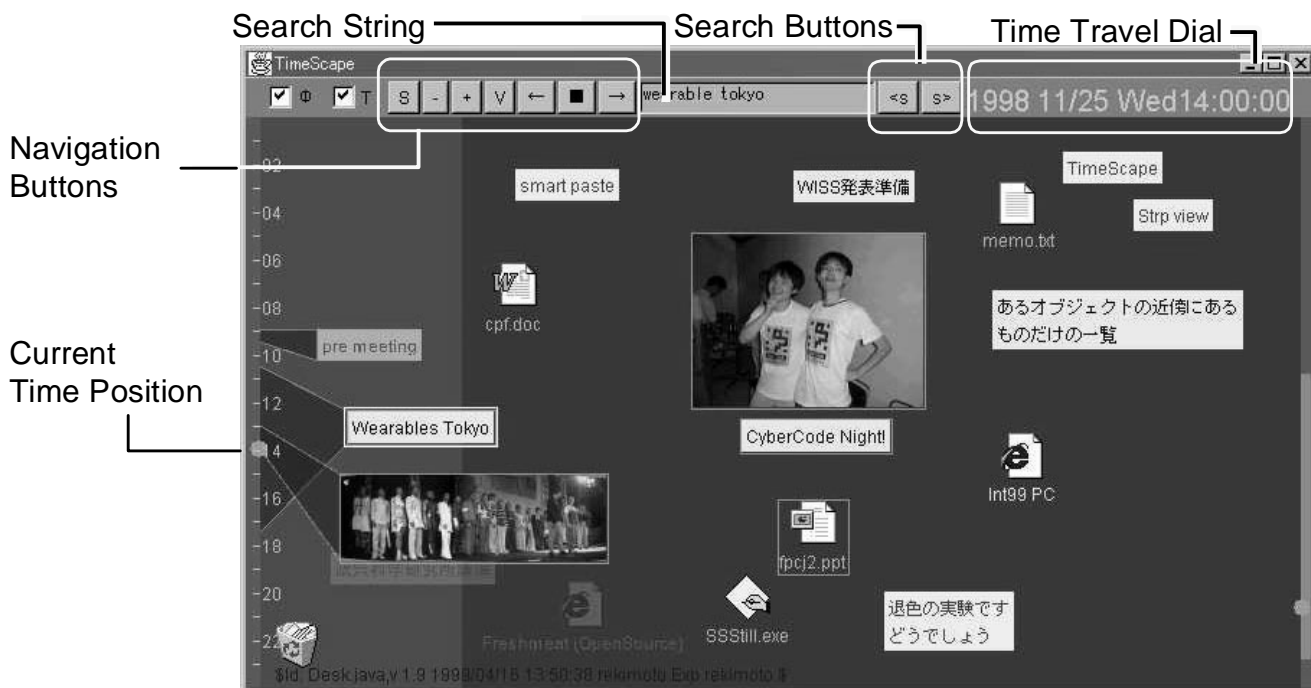 Search String
Search Buttons
Time Travel Dial
TimeScape
Φ T S - + V ← ■ → wearable tokyo <s s> 1998 11/25 Wed14:00:00
Navigation
Buttons
Current
Time Position
02
04
06
08
10
12
14
16
18
20
22
smart paste
WISS発表準備
TimeScape
Strp view
memo.txt
cpf.doc
あるオブジェクトの近傍にある
ものだけの一覧
pre meeting
Wearables Tokyo
CyberCode Night!
Int99 PC
fpcj2.ppt
Freshmeat (OpenSource)
SSStill.exe
退色の実験です
どうでしょう
$Id: Desk.java,v 1.9 1999/04/16 13:50:38 rekimoto Exp rekimoto $